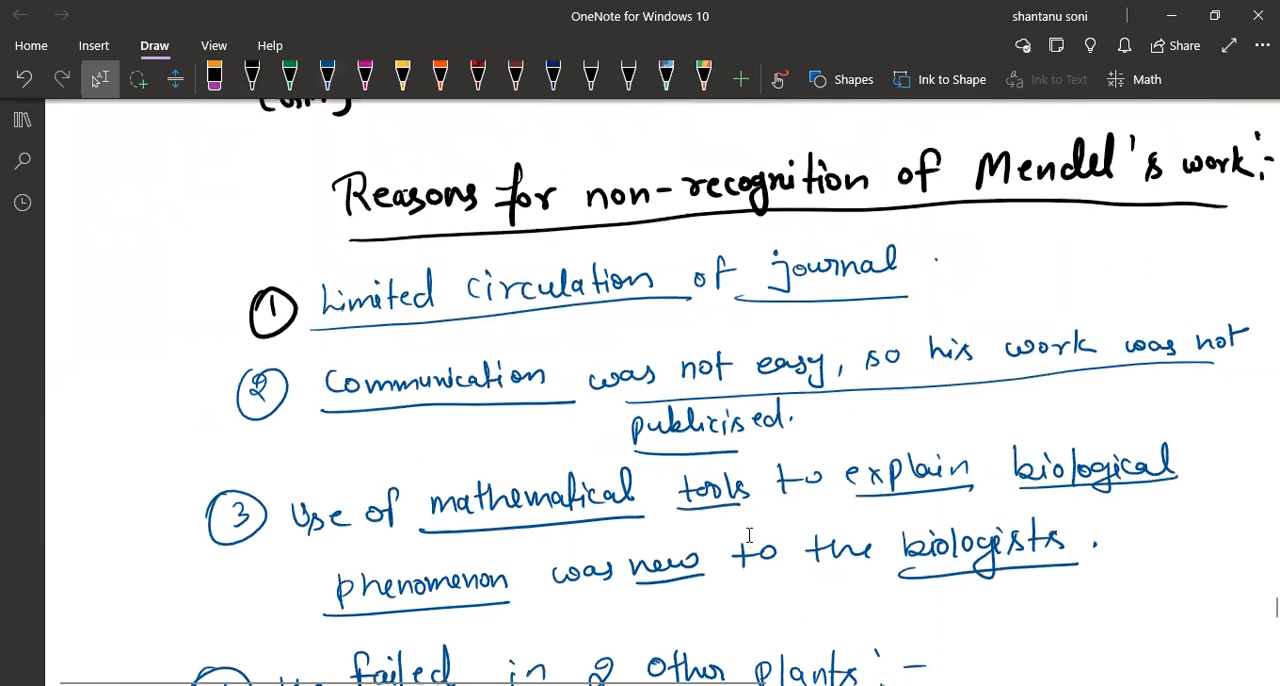 OneNote for Windows 10
shantanu soni
Home Insert Draw View Help
Share
Shapes Ink to Shape Ink to Text Math
Reasons for non-recognition of Mendel's work:-
1 Limited circulation of journal.
2 Communication was not easy, so his work was not
publicised.
3 Use of mathematical tools to explain biological
phenomenon was new to the biologists.
failed in 2 other plants:-